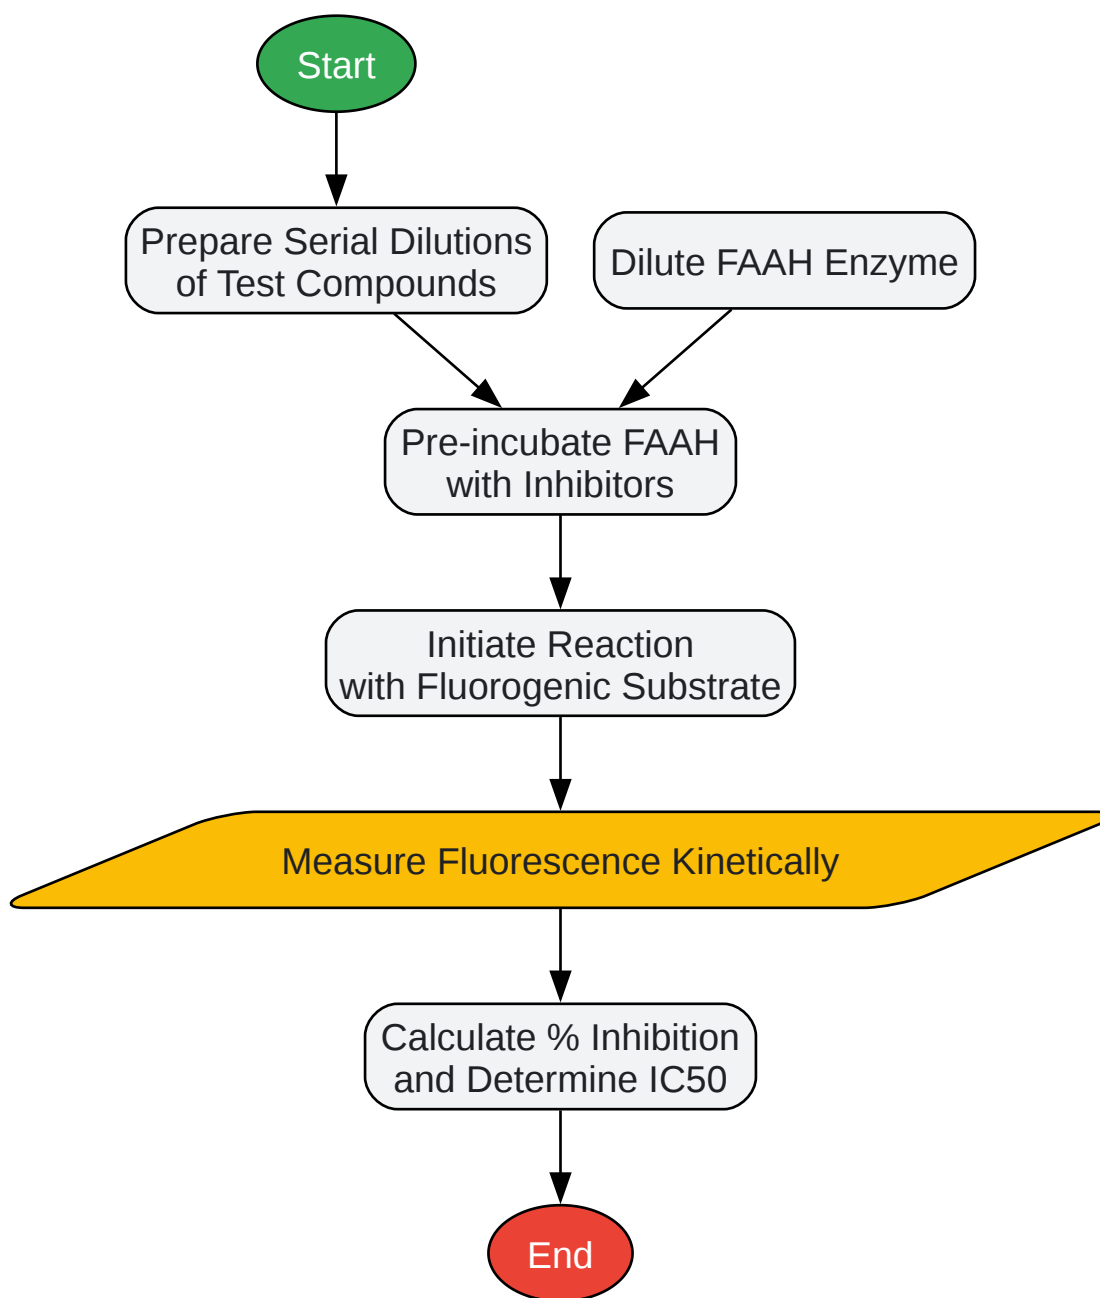 Start
Prepare Serial Dilutions
of Test Compounds
Dilute FAAH Enzyme
Pre-incubate FAAH
with Inhibitors
Initiate Reaction
with Fluorogenic Substrate
Measure Fluorescence Kinetically
Calculate % Inhibition
and Determine IC50
End